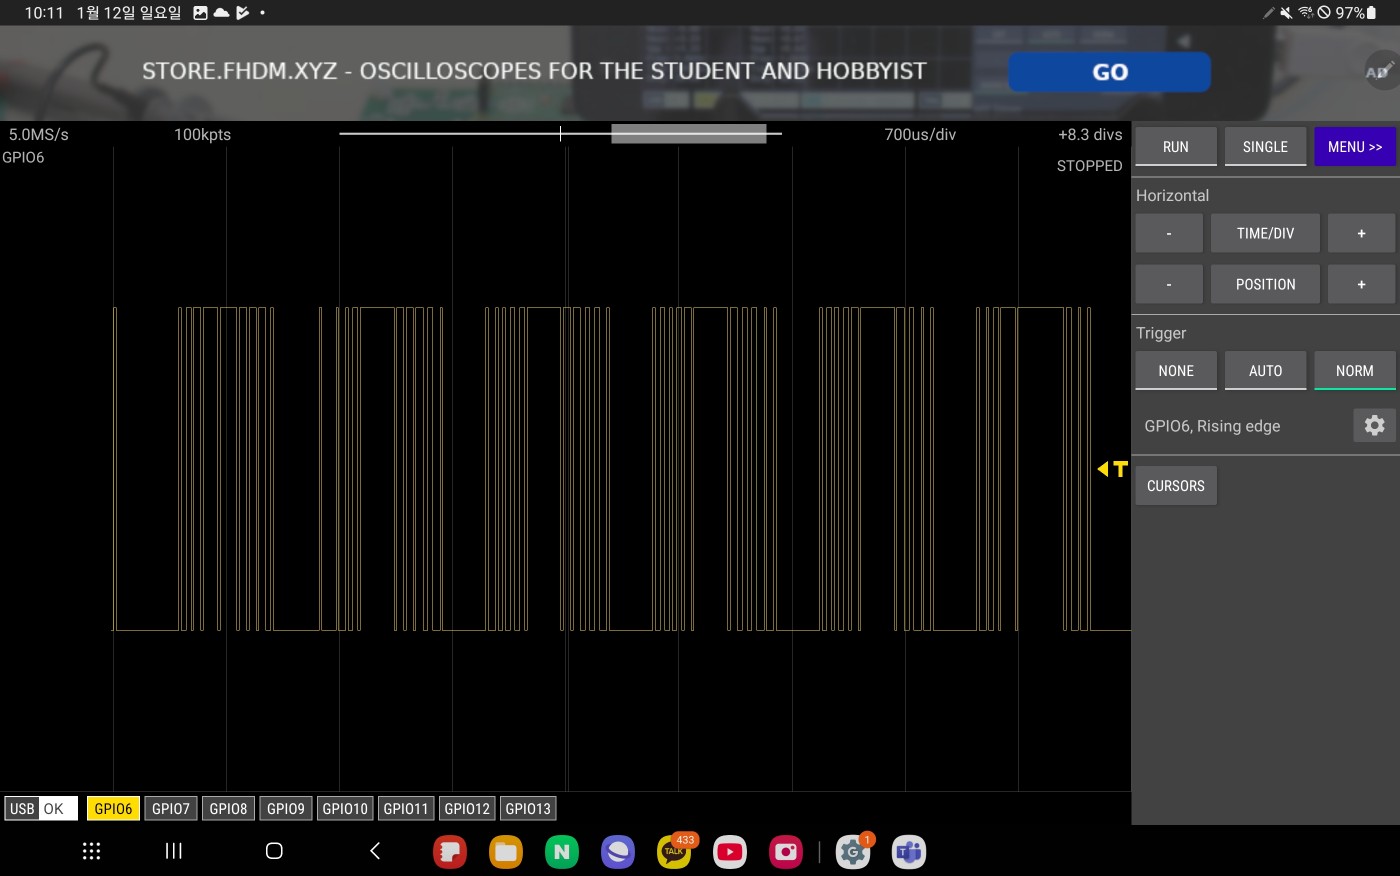 10:11 1월 12일 일요일
97%
STORE.FHDM.XYZ - OSCILLOSCOPES FOR THE STUDENT AND HOBBYIST
GO
AD
5.0MS/s 100kpts 700us/div +8.3 divs
GPIO6
STOPPED
RUN SINGLE MENU >>
Horizontal
- TIME/DIV +
- POSITION +
Trigger
NONE AUTO NORM
GPIO6, Rising edge
T
CURSORS
USB OK GPIO6 GPIO7 GPIO8 GPIO9 GPIO10 GPIO11 GPIO12 GPIO13
N
TALK
433
G
1
T